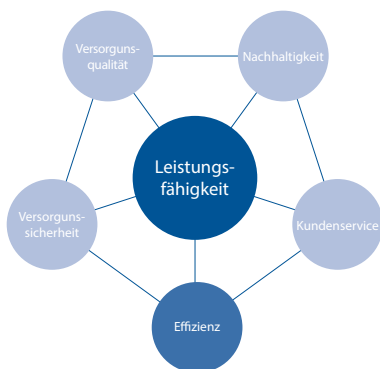 Versorguns-
qualität
Nachhaltigkeit
Leistungs-
fähigkeit
Versorguns-
sicherheit
Kundenservice
Effizienz